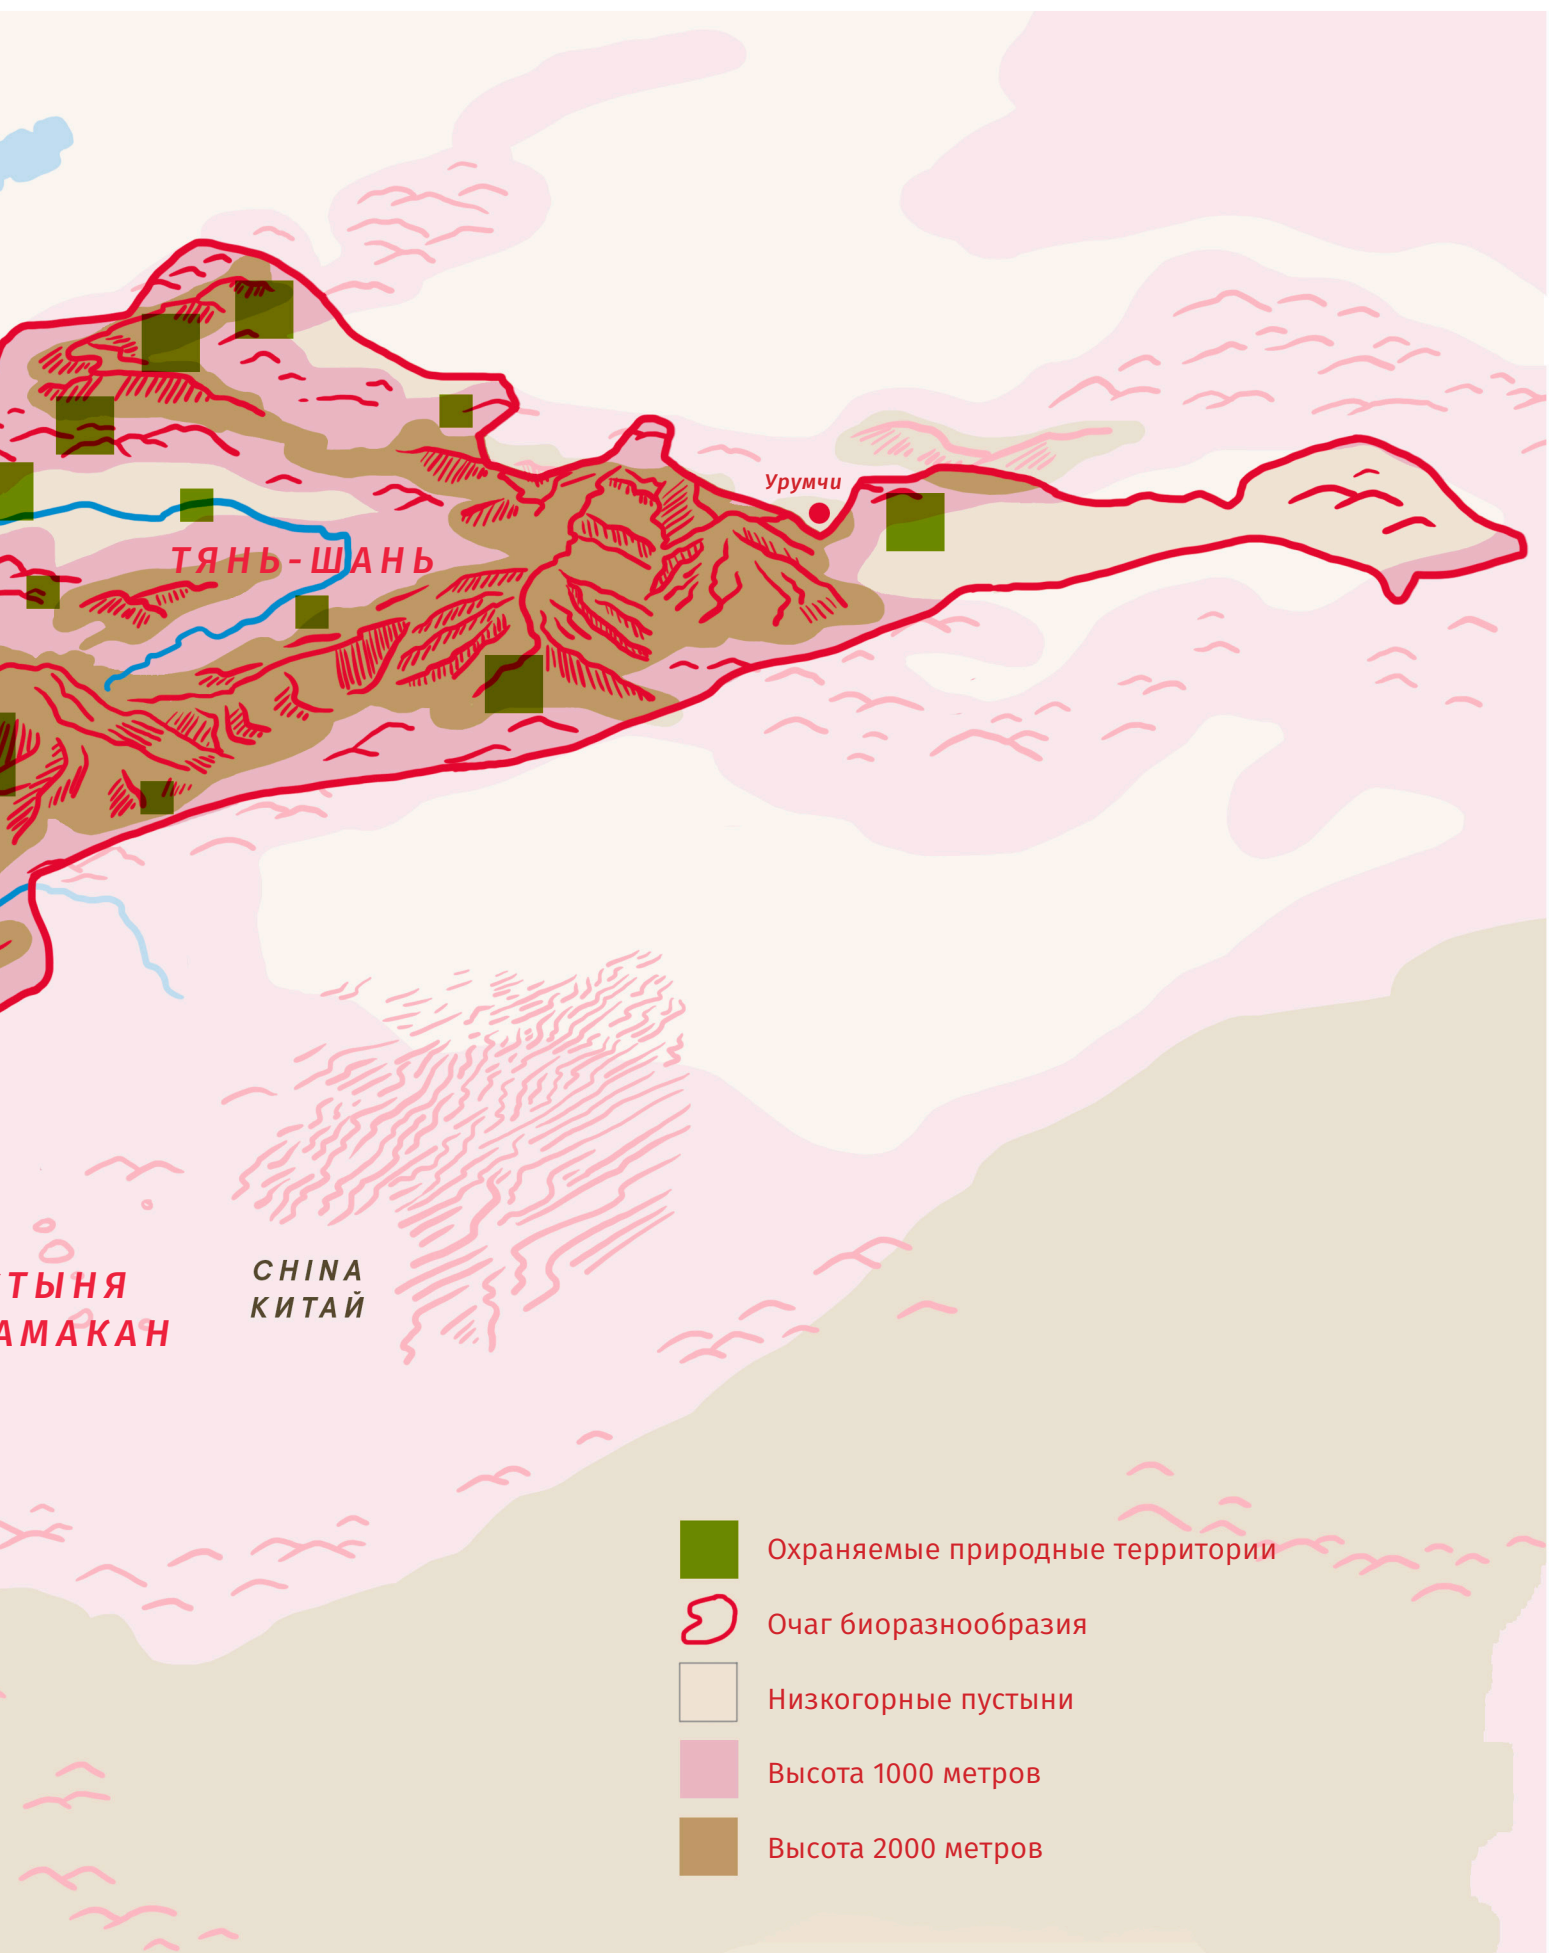 Урумчи
ТЯНЬ-ШАНЬ
CHINA
КИТАЙ
ТЫНЯ
АМАКАН
Охраняемые природные территории
Очаг биоразнообразия
Низкогорные пустыни
Высота 1000 метров
Высота 2000 метров